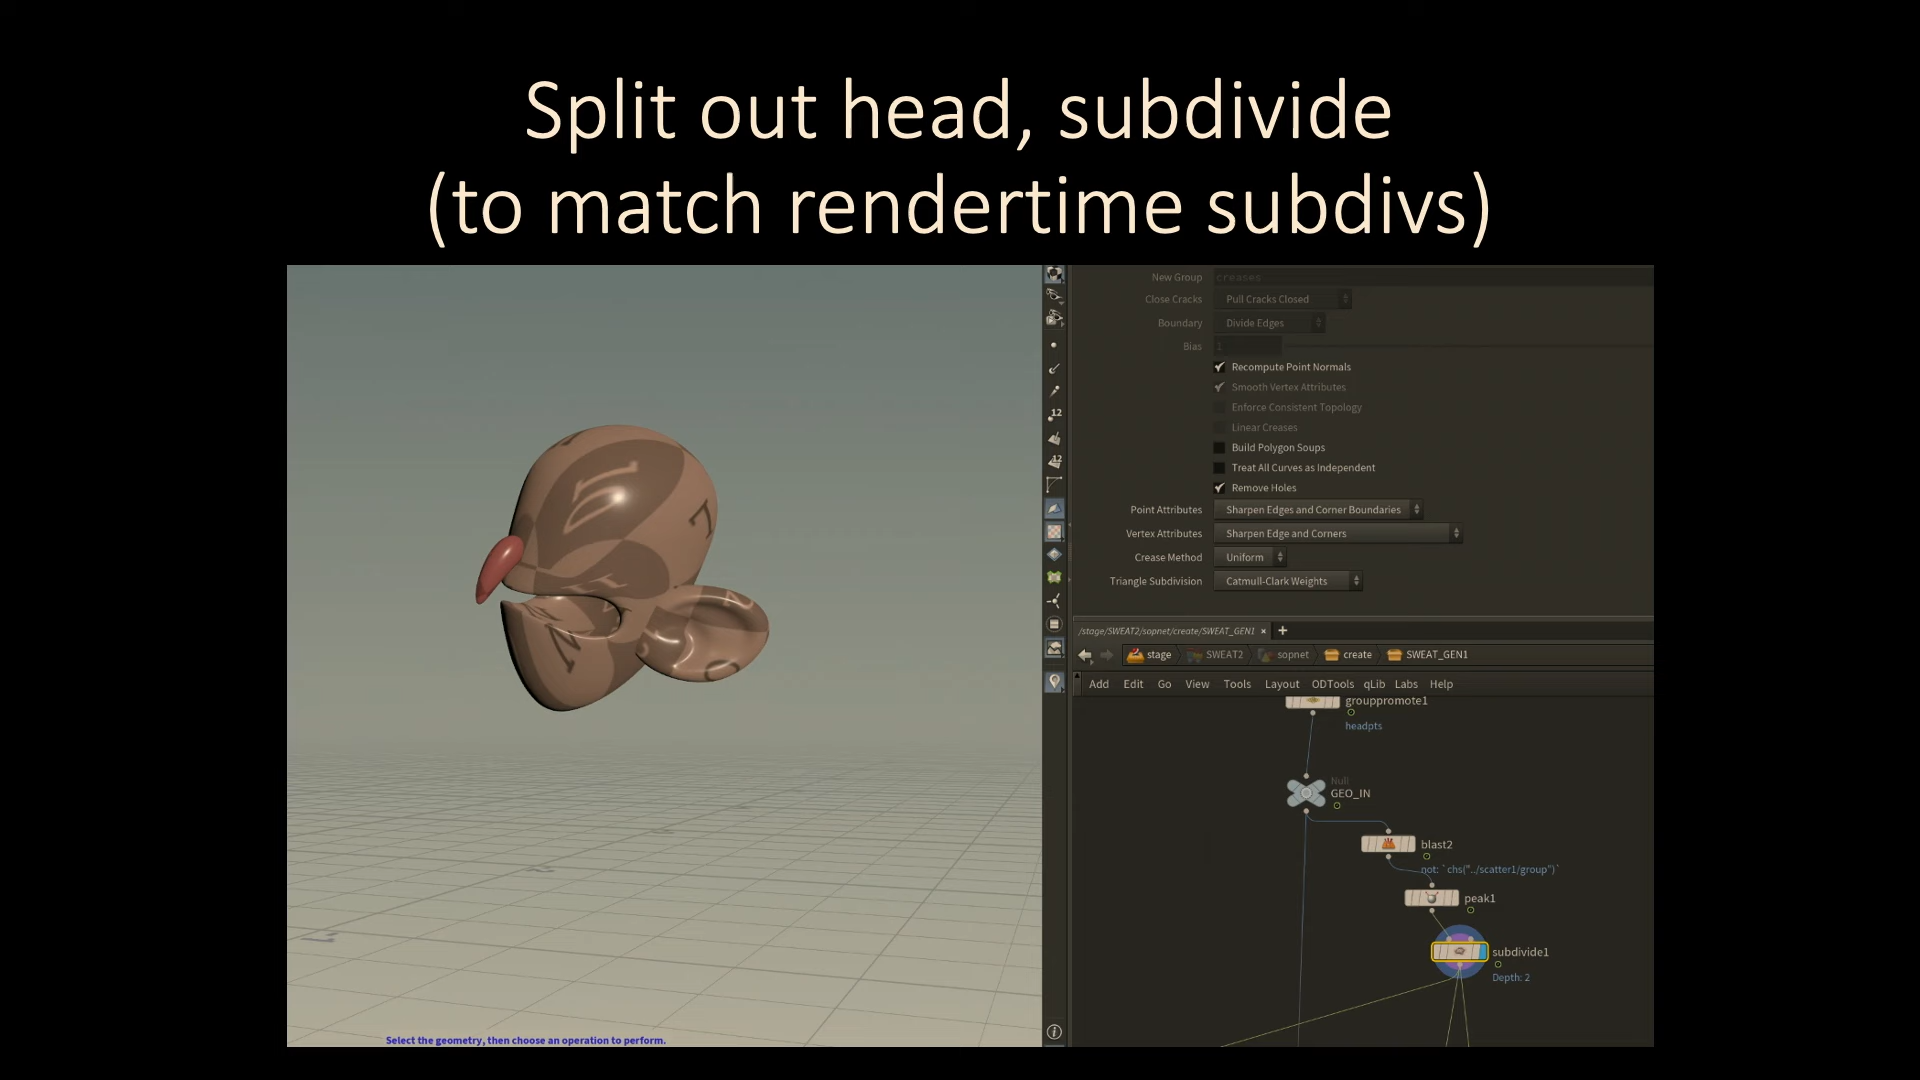 Split out head, subdivide
(to match rendertime subdivs)
New Group creases
Close Cracks Pull Cracks Closed
Boundary Divide Edges
Bias 1
Recompute Point Normals
Smooth Vertex Attributes
Enforce Consistent Topology
Linear Creases
Build Polygon Soups
Treat All Curves as Independent
Remove Holes
Point Attributes Sharpen Edges and Corner Boundaries
Vertex Attributes Sharpen Edge and Corners
Crease Method Uniform
Triangle Subdivision Catmull-Clark Weights
12
12
/stage/SWEAT2/sopnet/create/SWEAT_GEN1 × +
stage SWEAT2 sopnet create SWEAT_GEN1
Add Edit Go View Tools Layout ODTools qLib Labs Help
grouppromote1
headpts
Null
GEO_IN
blast2
not: `chs("../scatter1/group")`
peak1
subdivide1
Depth: 2
Select the geometry, then choose an operation to perform.